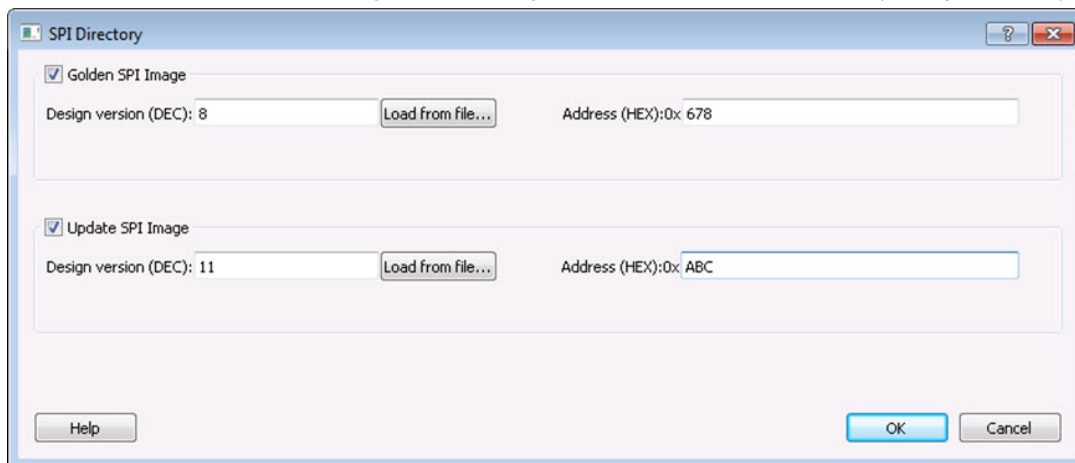 SPI Directory
Golden SPI Image
Design version (DEC): 8 Load from file... Address (HEX):0x 678
Update SPI Image
Design version (DEC): 11 Load from file... Address (HEX):0x ABC
Help OK Cancel